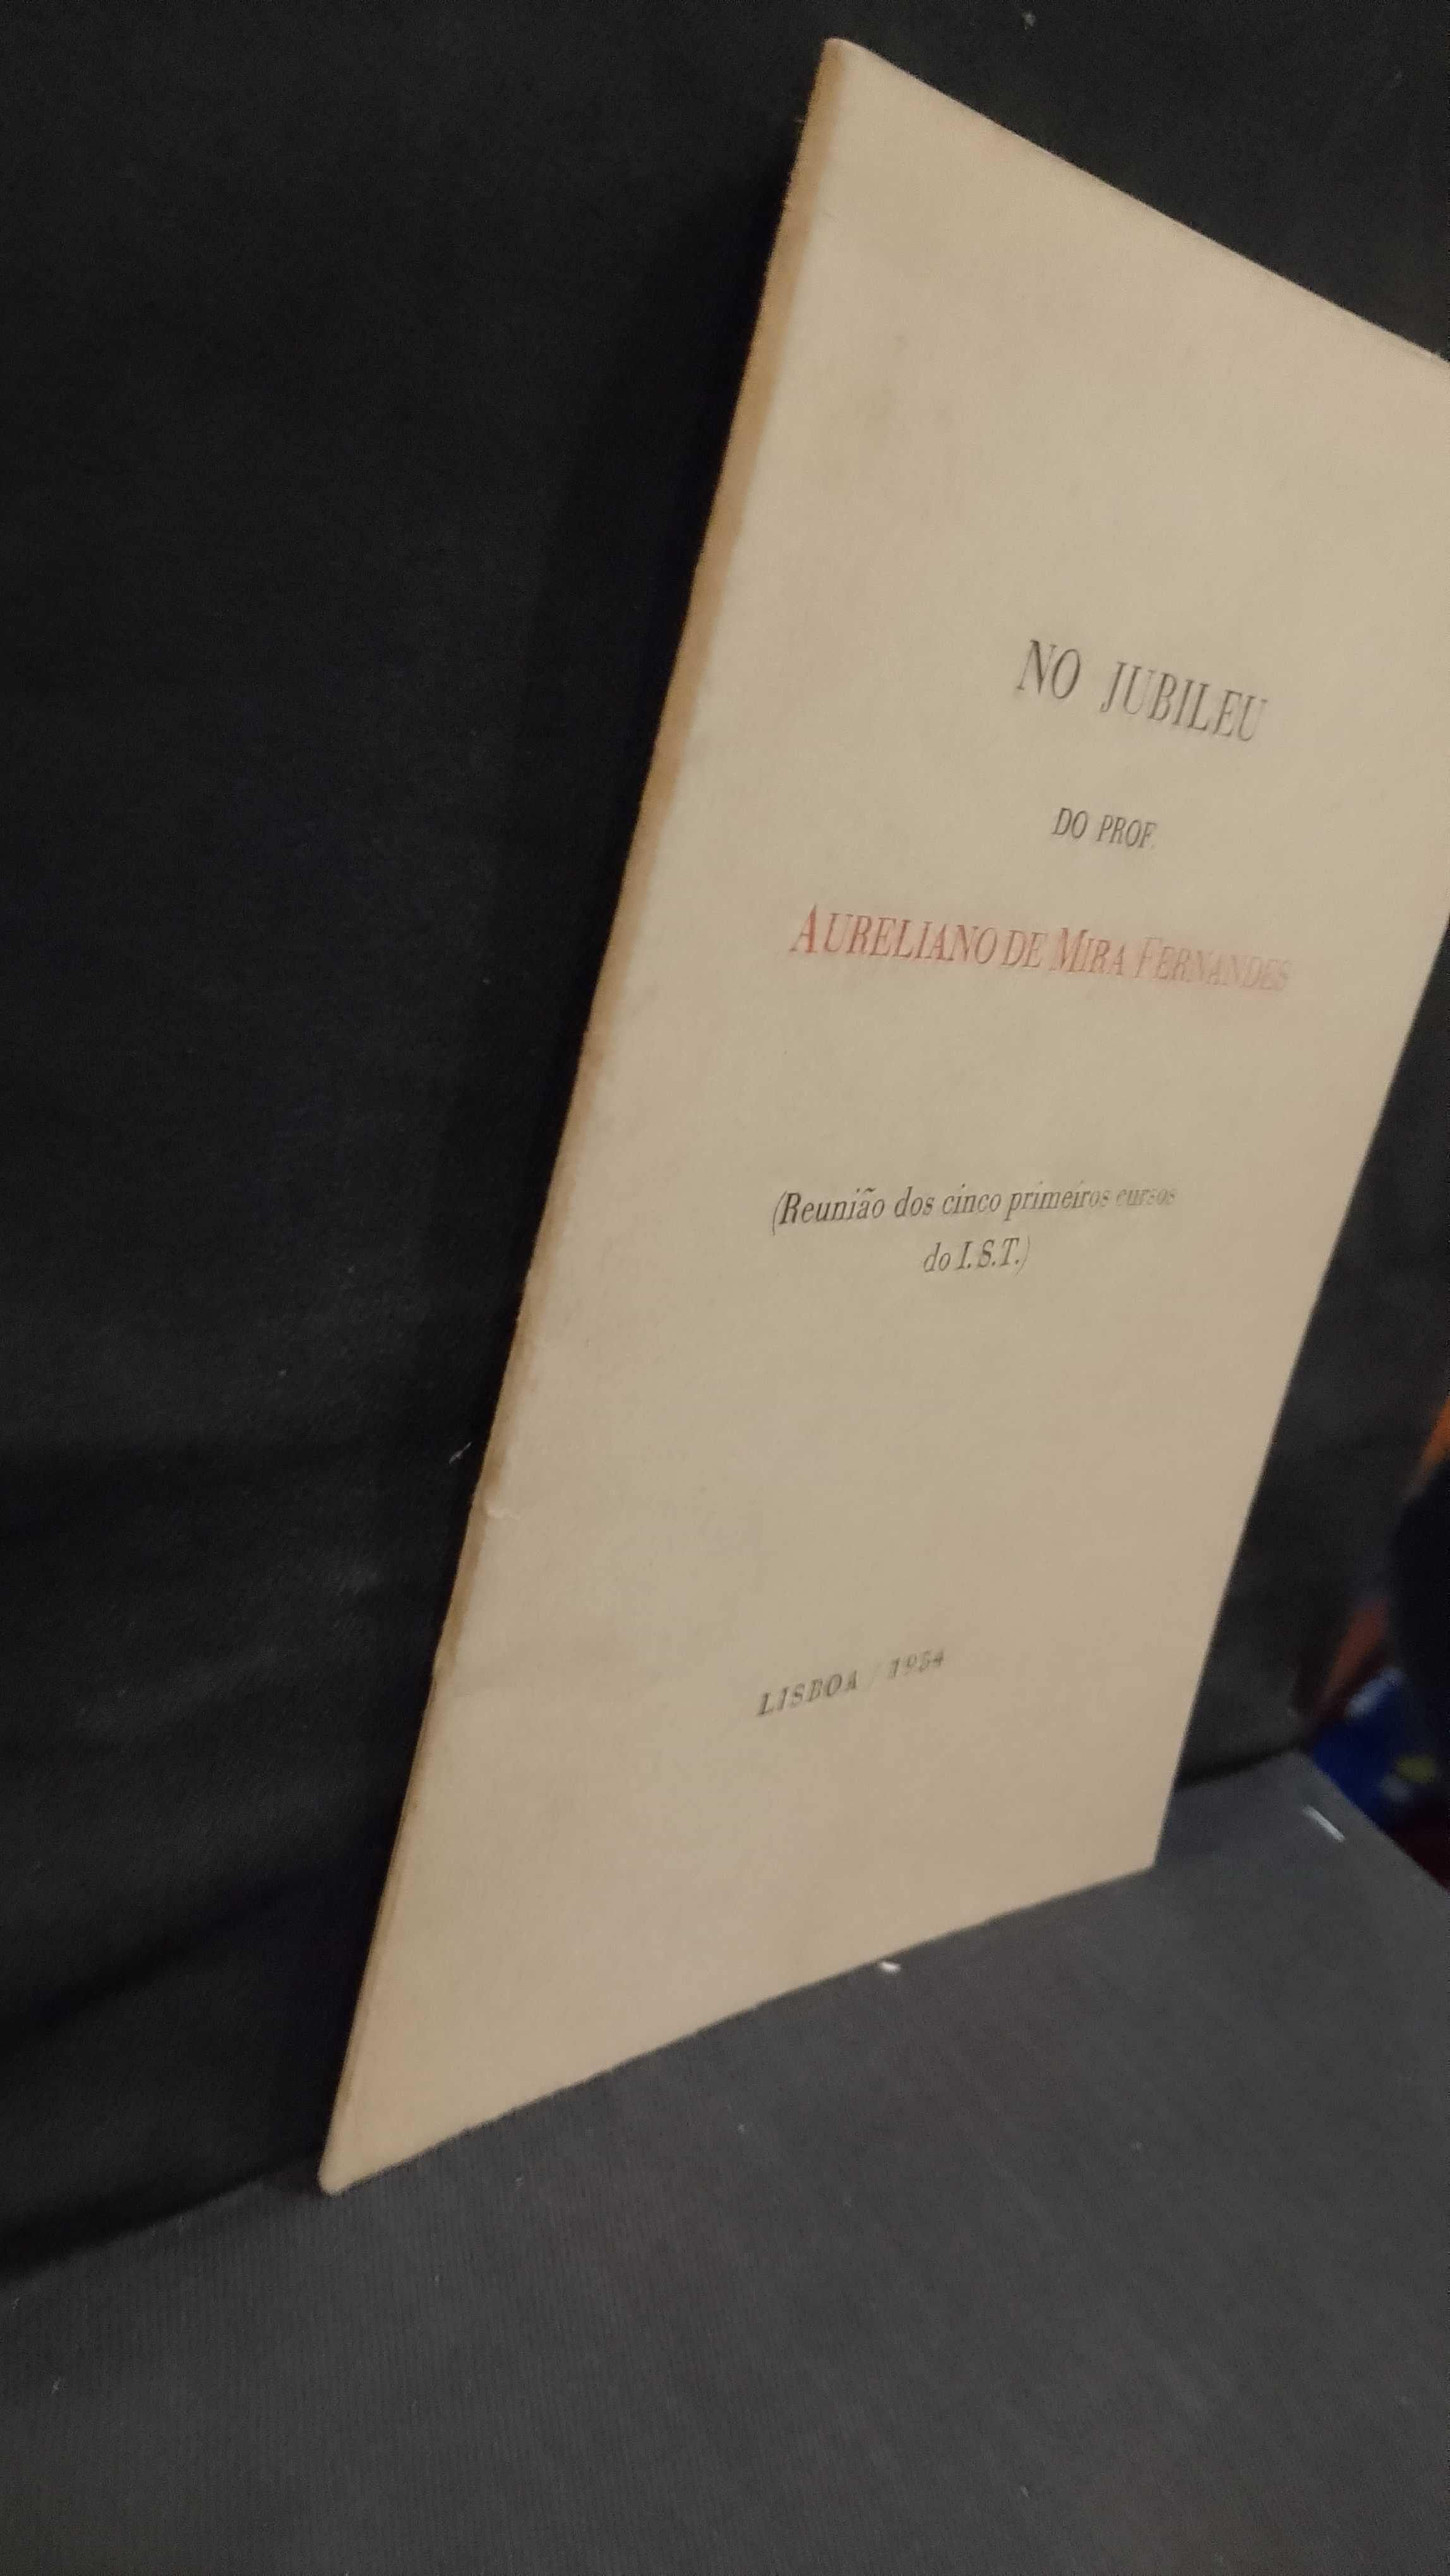 NO JUBILEU
DO PROF.
AURELIANO DE MIRA FERNANDES
(Reunião dos cinco primeiros cursos
do I.S.T.)
LISBOA / 1954